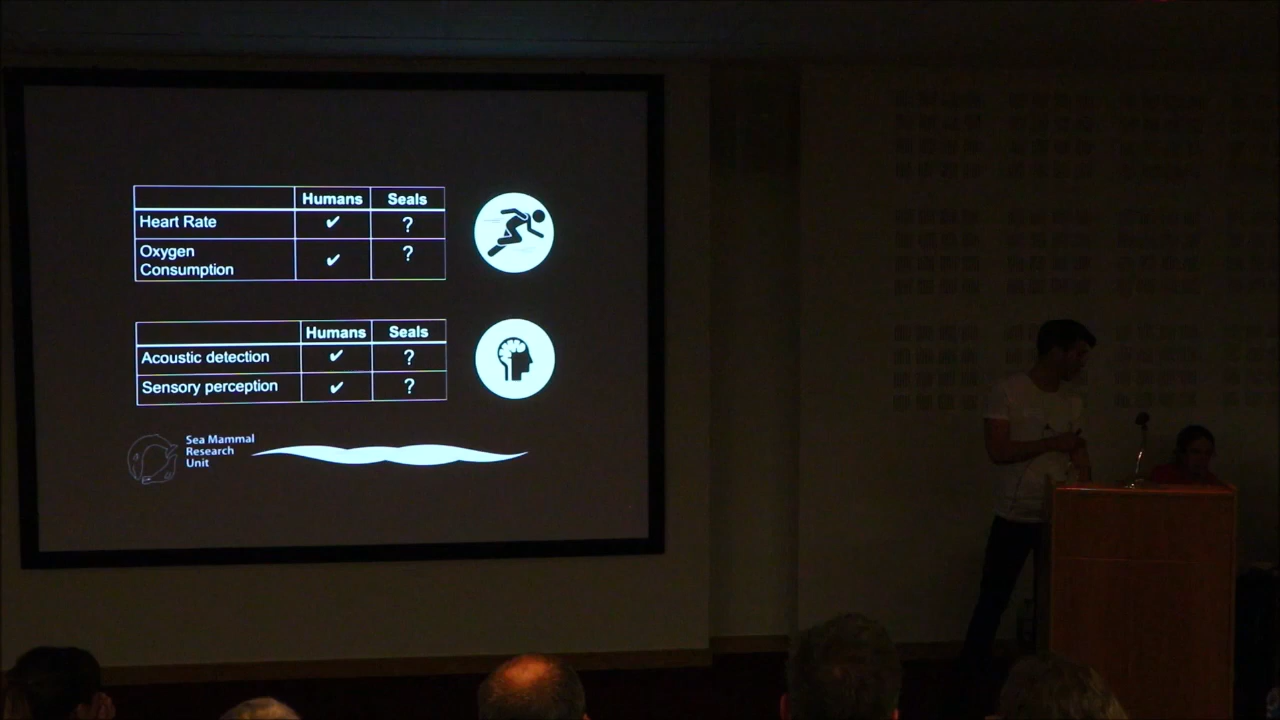 Humans Seals
Heart Rate ✔ ?
Oxygen
Consumption ✔ ?
Humans Seals
Acoustic detection ✔ ?
Sensory perception ✔ ?
Sea Mammal
Research
Unit